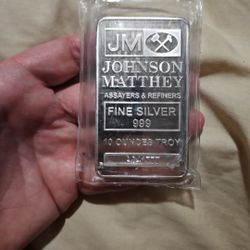 JM
JOHNSON
MATTHEY
ASSAYERS & REFINERS
FINE SILVER
999
10 OUNCES TROY